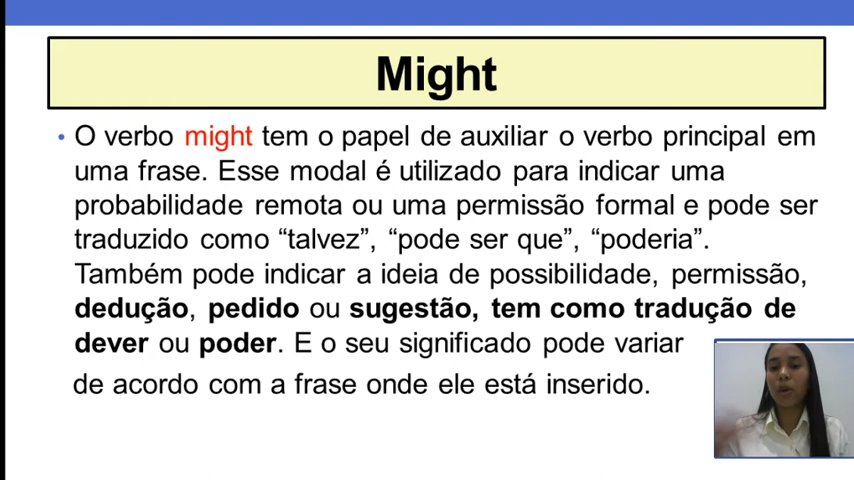 Might
• O verbo might tem o papel de auxiliar o verbo principal em
uma frase. Esse modal é utilizado para indicar uma
probabilidade remota ou uma permissão formal e pode ser
traduzido como “talvez”, “pode ser que”, “poderia”.
Também pode indicar a ideia de possibilidade, permissão,
dedução, pedido ou sugestão, tem como tradução de
dever ou poder. E o seu significado pode variar
de acordo com a frase onde ele está inserido.